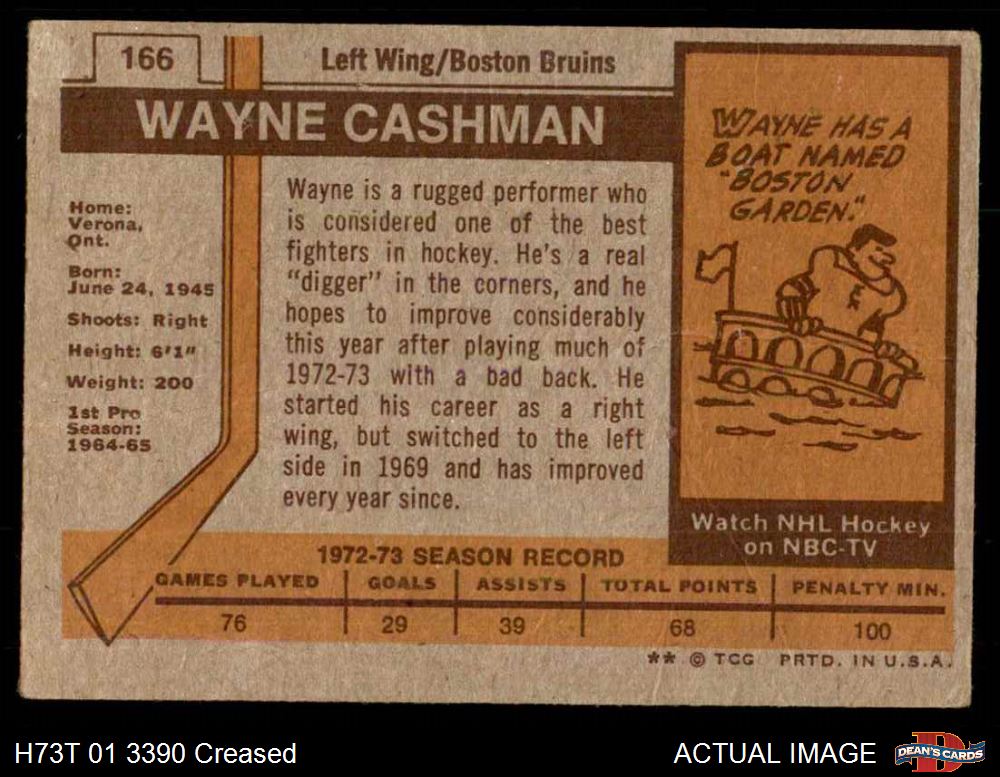 166
Left Wing/Boston Bruins
WAYNE CASHMAN
Home:
Verona,
Ont.
Born:
June 24, 1945
Shoots: Right
Height: 6'1"
Weight: 200
1st Pro
Season:
1964-65
Wayne is a rugged performer who
is considered one of the best
fighters in hockey. He's a real
"digger" in the corners, and he
hopes to improve considerably
this year after playing much of
1972-73 with a bad back. He
started his career as a right
wing, but switched to the left
side in 1969 and has improved
every year since.
WAYNE HAS A
BOAT NAMED
"BOSTON
GARDEN."
Watch NHL Hockey
on NBC-TV
1972-73 SEASON RECORD
GAMES PLAYED GOALS ASSISTS TOTAL POINTS PENALTY MIN.
76 29 39 68 100
** © TCG PRTD. IN U.S.A.
H73T 01 3390 Creased
ACTUAL IMAGE
DEAN'S CARDS